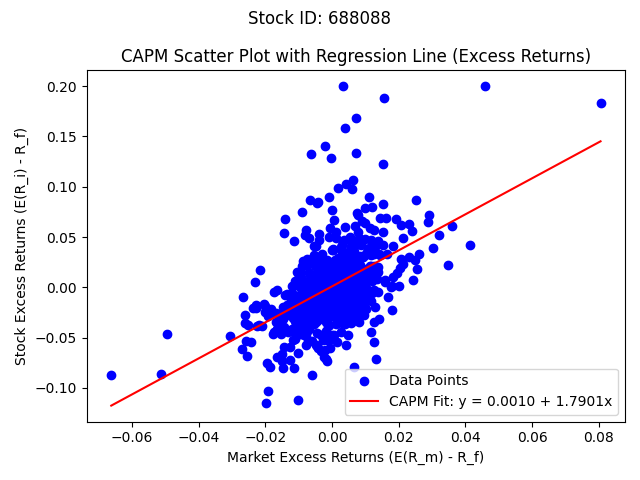 Stock ID: 688088
CAPM Scatter Plot with Regression Line (Excess Returns)
0.20
0.15
0.10
0.05
0.00
−0.05
−0.10
Stock Excess Returns (E(R_i) - R_f)
Data Points
CAPM Fit: y = 0.0010 + 1.7901x
−0.06 −0.04 −0.02 0.00 0.02 0.04 0.06 0.08
Market Excess Returns (E(R_m) - R_f)